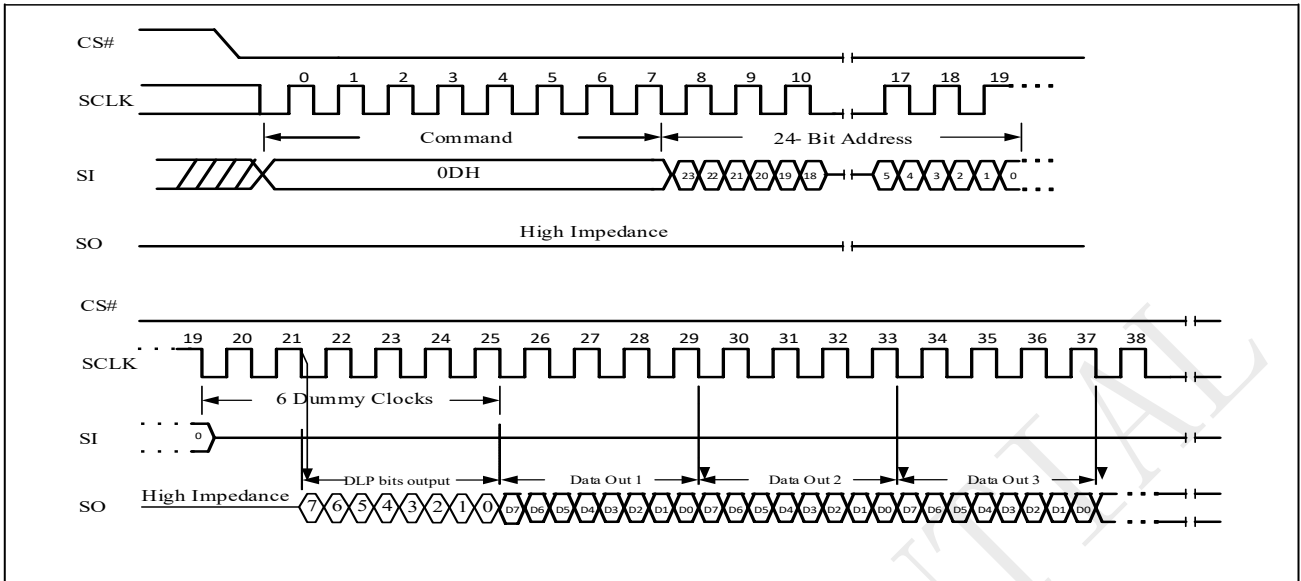 CS#
0 1 2 3 4 5 6 7 8 9 10 17 18 19
SCLK
Command 24- Bit Address
SI 0DH 23 22 21 20 19 18 5 4 3 2 1 0
High Impedance
SO
CS#
19 20 21 22 23 24 25 26 27 28 29 30 31 32 33 34 35 36 37 38
SCLK
6 Dummy Clocks
SI 0
DLP bits output Data Out 1 Data Out 2 Data Out 3
High Impedance
SO 7 6 5 4 3 2 1 0 D7 D6 D5 D4 D3 D2 D1 D0 D7 D6 D5 D4 D3 D2 D1 D0 D7 D6 D5 D4 D3 D2 D1 D0
NTIAL